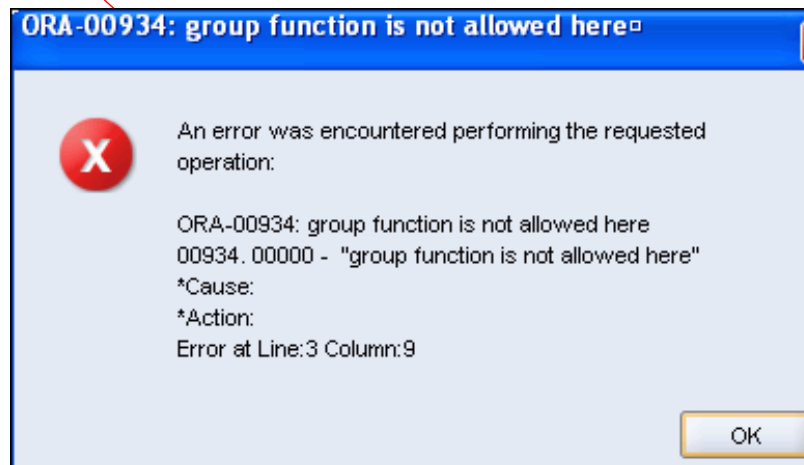 ORA-00934: group function is not allowed here¤
An error was encountered performing the requested
operation:
ORA-00934: group function is not allowed here
00934. 00000 -  "group function is not allowed here"
*Cause:
*Action:
Error at Line:3 Column:9
OK